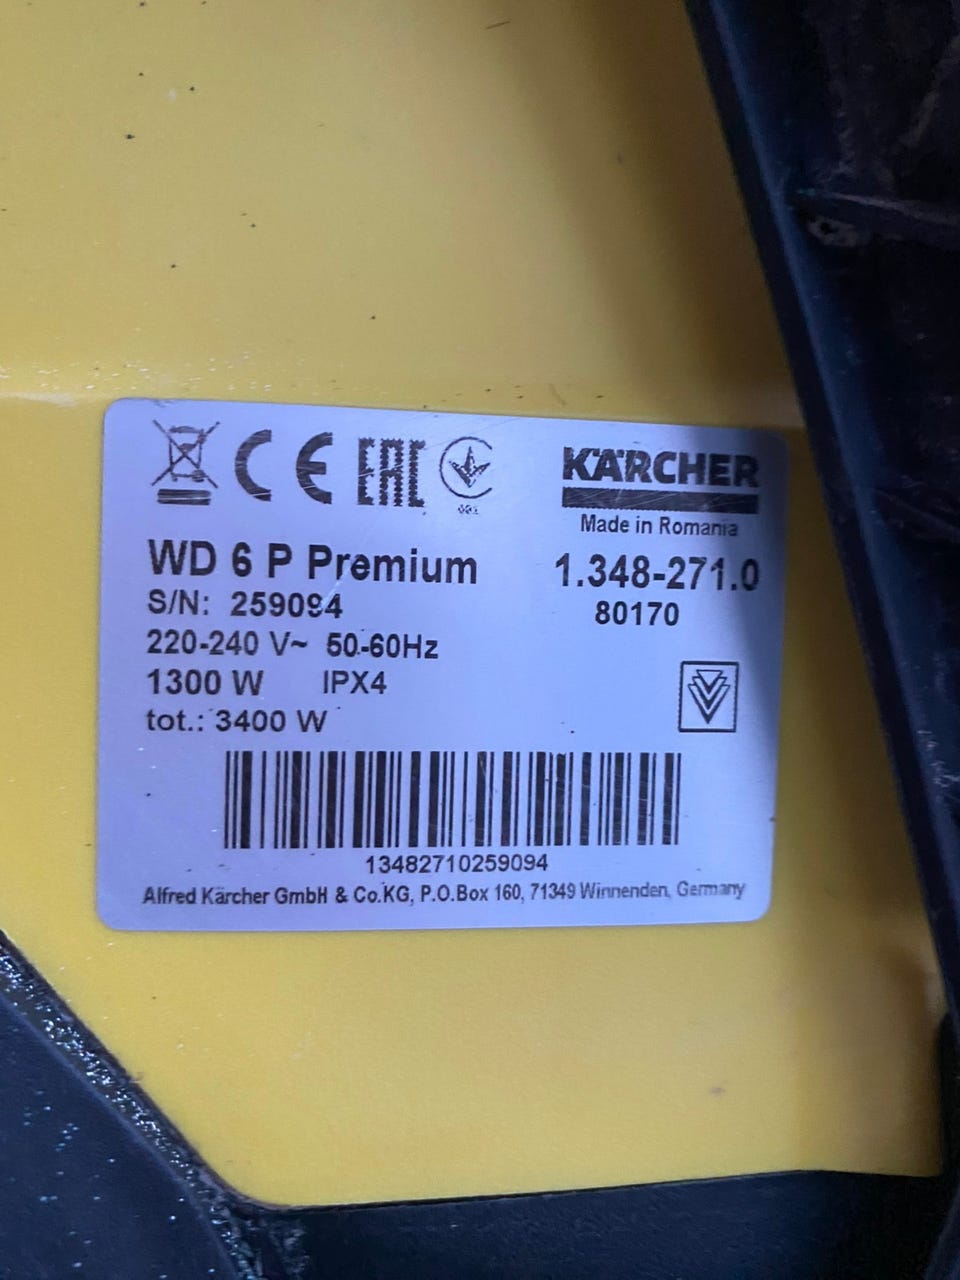 CE EAC
KÄRCHER
Made in Romania
WD 6 P Premium
1.348-271.0
S/N: 259094
80170
220-240 V~ 50-60Hz
1300 W IPX4
tot.: 3400 W
13482710259094
Alfred Kärcher GmbH & Co.KG, P.O.Box 160, 71349 Winnenden, Germany